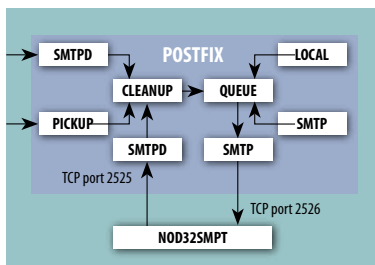 SMTPD
POSTFIX
LOCAL
CLEANUP
QUEUE
PICKUP
SMTP
SMTPD
SMTP
TCP port 2525
TCP port 2526
NOD32SMPT